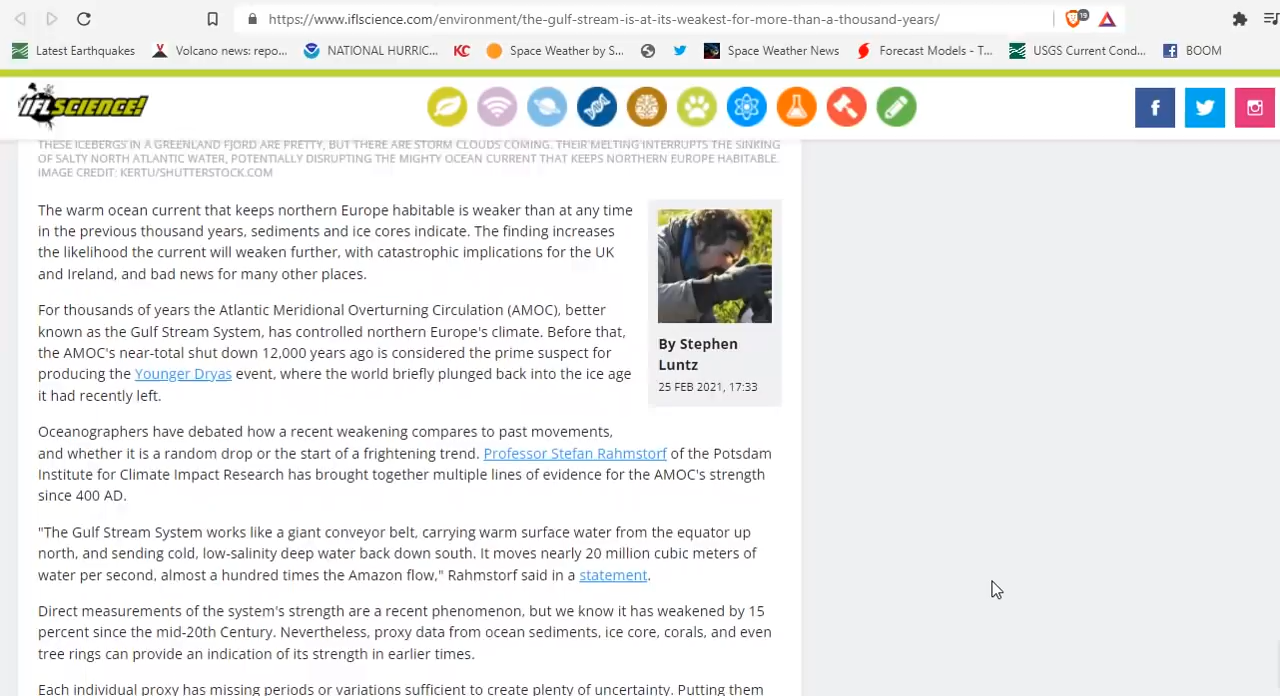 https://www.iflscience.com/environment/the-gulf-stream-is-at-its-weakest-for-more-than-a-thousand-years/
19
Latest Earthquakes
Volcano news: repo...
NATIONAL HURRIC...
KC
Space Weather by S...
Space Weather News
Forecast Models - T...
USGS Current Cond...
BOOM
IFLSCIENCE!
THESE ICEBERGS IN A GREENLAND FJORD ARE PRETTY, BUT THERE ARE STORM CLOUDS COMING. THEIR MELTING INTERRUPTS THE SINKING
OF SALTY NORTH ATLANTIC WATER, POTENTIALLY DISRUPTING THE MIGHTY OCEAN CURRENT THAT KEEPS NORTHERN EUROPE HABITABLE.
IMAGE CREDIT: KERTU/SHUTTERSTOCK.COM
The warm ocean current that keeps northern Europe habitable is weaker than at any time
in the previous thousand years, sediments and ice cores indicate. The finding increases
the likelihood the current will weaken further, with catastrophic implications for the UK
and Ireland, and bad news for many other places.
For thousands of years the Atlantic Meridional Overturning Circulation (AMOC), better
known as the Gulf Stream System, has controlled northern Europe's climate. Before that,
the AMOC's near-total shut down 12,000 years ago is considered the prime suspect for
producing the Younger Dryas event, where the world briefly plunged back into the ice age
it had recently left.
By Stephen
Luntz
25 FEB 2021, 17:33
Oceanographers have debated how a recent weakening compares to past movements,
and whether it is a random drop or the start of a frightening trend. Professor Stefan Rahmstorf of the Potsdam
Institute for Climate Impact Research has brought together multiple lines of evidence for the AMOC's strength
since 400 AD.
"The Gulf Stream System works like a giant conveyor belt, carrying warm surface water from the equator up
north, and sending cold, low-salinity deep water back down south. It moves nearly 20 million cubic meters of
water per second, almost a hundred times the Amazon flow," Rahmstorf said in a statement.
Direct measurements of the system's strength are a recent phenomenon, but we know it has weakened by 15
percent since the mid-20th Century. Nevertheless, proxy data from ocean sediments, ice core, corals, and even
tree rings can provide an indication of its strength in earlier times.
Each individual proxy has missing periods or variations sufficient to create plenty of uncertainty. Putting them